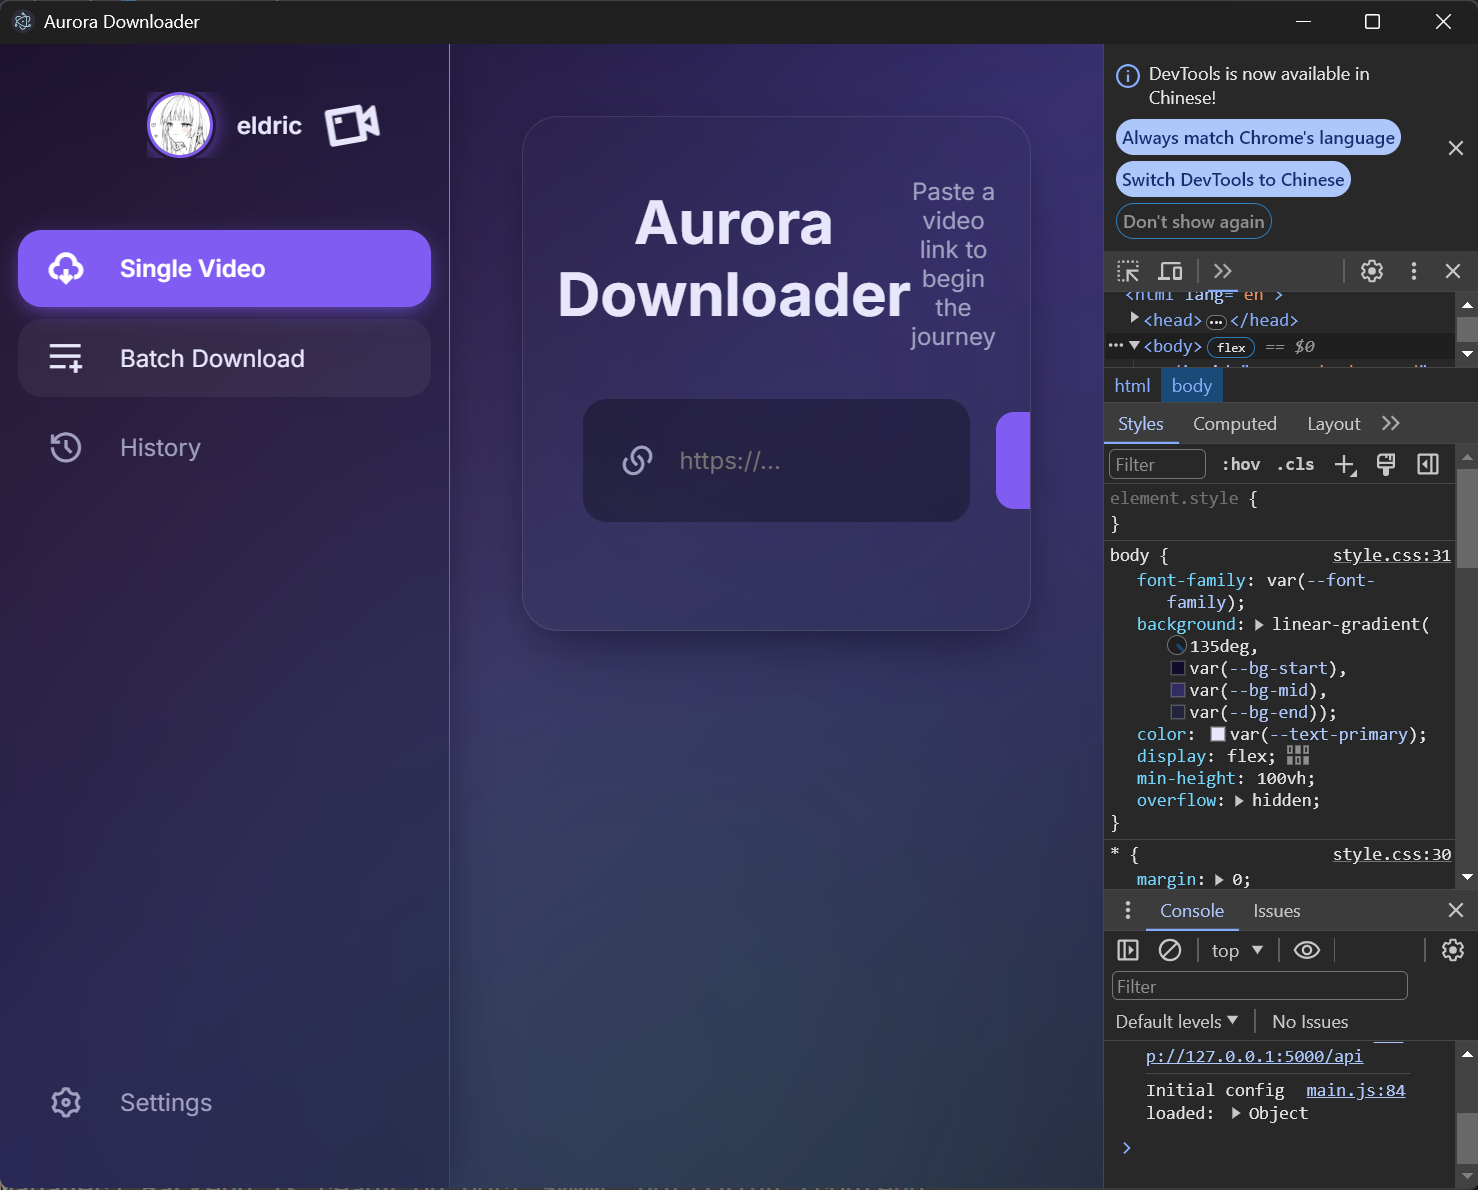 Aurora Downloader
eldric
Single Video
Batch Download
History
Settings
Aurora
Downloader
Paste a
video
link to
begin
the
journey
https://...
DevTools is now available in
Chinese!
Always match Chrome's language
Switch DevTools to Chinese
Don't show again
<html lang="en">
<head> ... </head>
<body> flex == $0
html body
Styles Computed Layout
Filter :hov .cls
element.style {
}
body { style.css:31
font-family: var(--font-
family);
background: linear-gradient(
135deg,
var(--bg-start),
var(--bg-mid),
var(--bg-end));
color: var(--text-primary);
display: flex;
min-height: 100vh;
overflow: hidden;
}
* { style.css:30
margin: 0;
Console Issues
top
Filter
Default levels No Issues
p://127.0.0.1:5000/api
Initial config main.js:84
loaded: Object